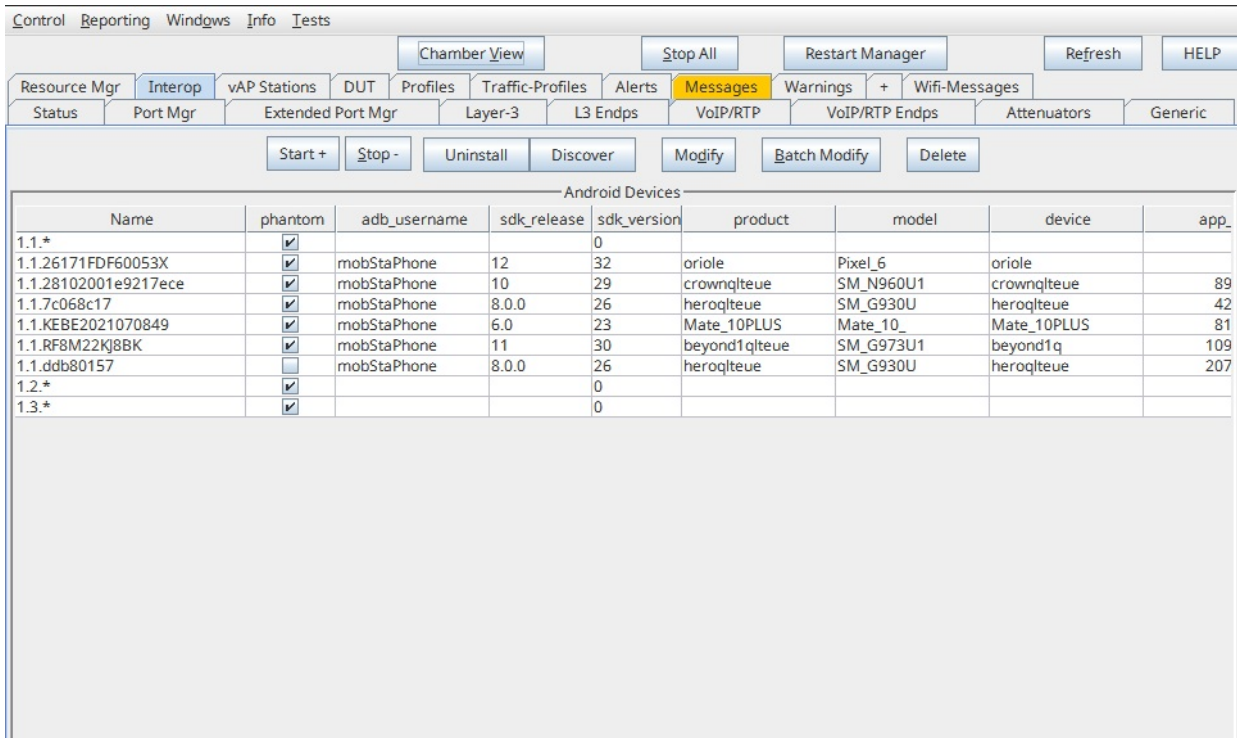 Control Reporting Windows Info Tests
Chamber View Stop All Restart Manager Refresh HELP
Resource Mgr Interop vAP Stations DUT Profiles Traffic-Profiles Alerts Messages Warnings + Wifi-Messages
Status Port Mgr Extended Port Mgr Layer-3 L3 Endps VoIP/RTP VoIP/RTP Endps Attenuators Generic
Start + Stop - Uninstall Discover Modify Batch Modify Delete
Android Devices
Name phantom adb_username sdk_release sdk_version product model device app_
1.1.* 0
1.1.26171FDF60053X mobStaPhone 12 32 oriole Pixel_6 oriole
1.1.28102001e9217ece mobStaPhone 10 29 crownqlteue SM_N960U1 crownqlteue 89
1.1.7c068c17 mobStaPhone 8.0.0 26 heroqlteue SM_G930U heroqlteue 42
1.1.KEBE2021070849 mobStaPhone 6.0 23 Mate_10PLUS Mate_10_ Mate_10PLUS 81
1.1.RF8M22KJ8BK mobStaPhone 11 30 beyond1qlteue SM_G973U1 beyond1q 109
1.1.ddb80157 mobStaPhone 8.0.0 26 heroqlteue SM_G930U heroqlteue 207
1.2.* 0
1.3.* 0